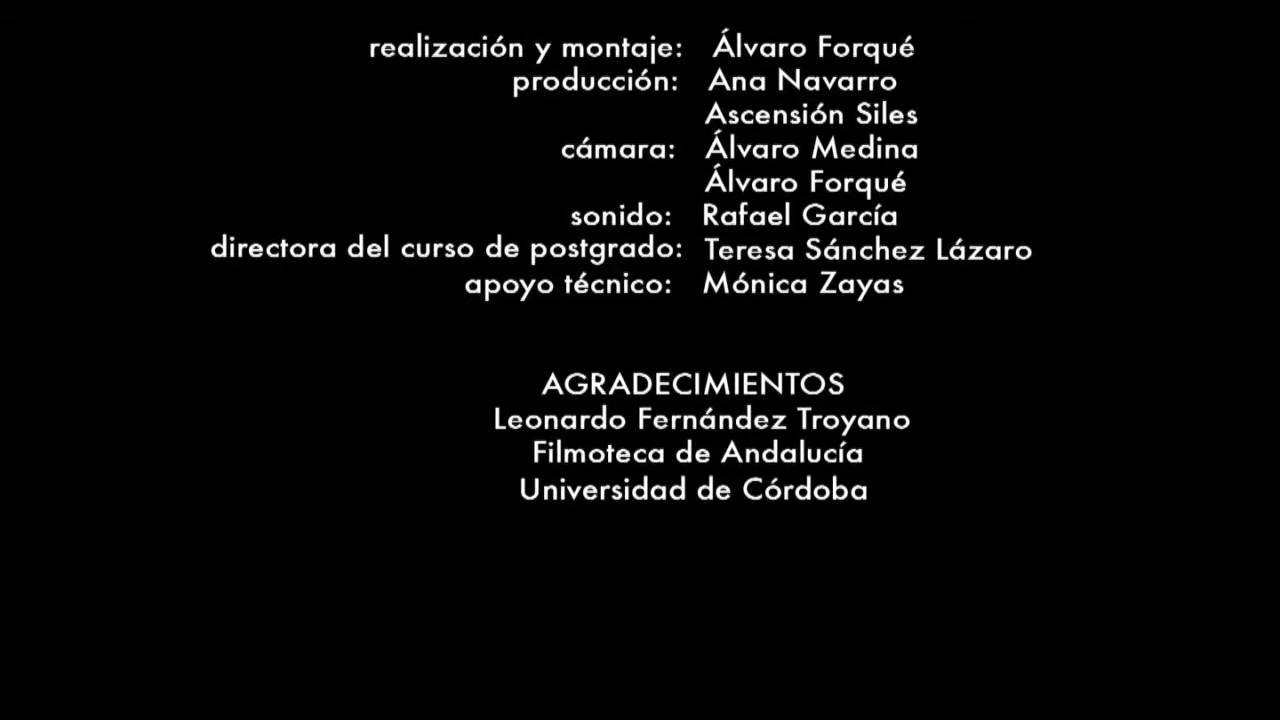 realización y montaje: Álvaro Forqué
producción: Ana Navarro
Ascensión Siles
cámara: Álvaro Medina
Álvaro Forqué
sonido: Rafael García
directora del curso de postgrado: Teresa Sánchez Lázaro
apoyo técnico: Mónica Zayas
AGRADECIMIENTOS
Leonardo Fernández Troyano
Filmoteca de Andalucía
Universidad de Córdoba